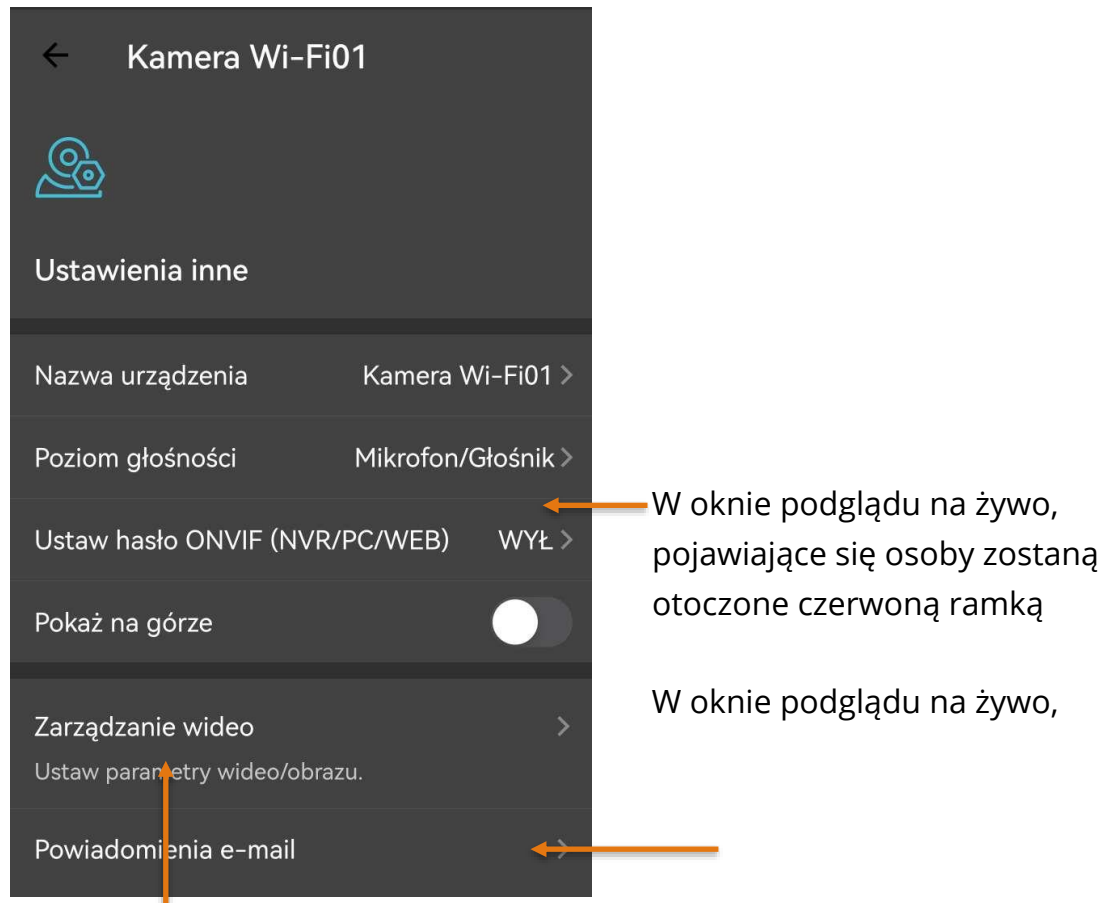 Kamera Wi-Fi01
Ustawienia inne
Nazwa urządzenia Kamera Wi-Fi01
Poziom głośności Mikrofon/Głośnik
Ustaw hasło ONVIF (NVR/PC/WEB) WYŁ
Pokaż na górze
Zarządzanie wideo
Ustaw parametry wideo/obrazu.
Powiadomienia e-mail
W oknie podglądu na żywo,
pojawiające się osoby zostaną
otoczone czerwoną ramką
W oknie podglądu na żywo,